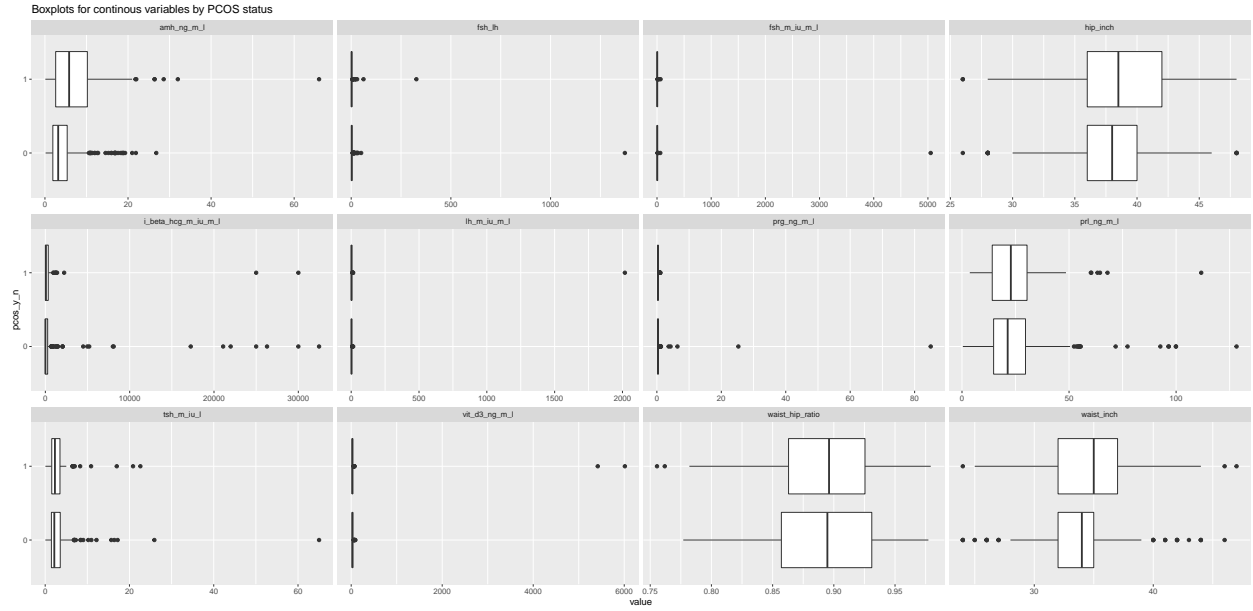 Boxplots for continous variables by PCOS status
amh_ng_m_l fsh_lh fsh_m_iu_m_l hip_inch
1
0
0 20 40 60 500 1000 1000 2000 3000 4000 5000 25 30 35 40 45
i_beta_hcg_m_iu_m_l lh_m_iu_m_l prg_ng_m_l prl_ng_m_l
1
0
0 10000 20000 30000 0 500 1000 1500 2000 0 20 40 60 80 0 50 100
tsh_m_iu_l vit_d3_ng_m_l waist_hip_ratio waist_inch
1
0
0 20 40 60 0 2000 4000 6000 0.75 0.80 0.85 0.90 0.95 30 40
value
pcos_y_n